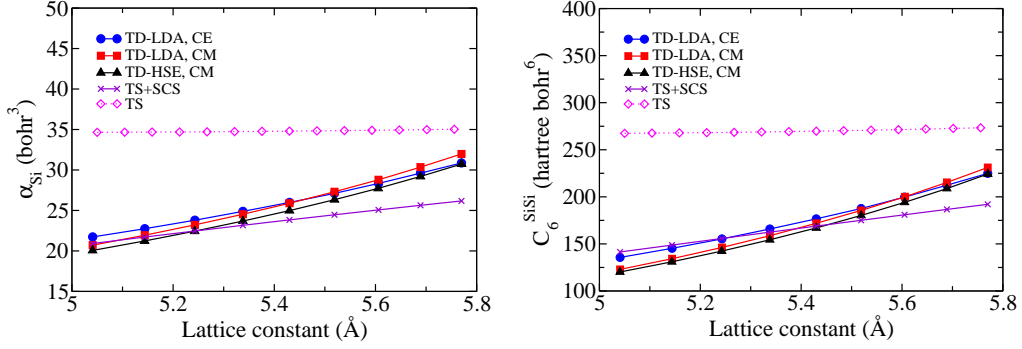 50
45
40
35
30
25
20
15
α_Si (bohr^3)
TD-LDA, CE
TD-LDA, CM
TD-HSE, CM
TS+SCS
TS
5
5.2
5.4
5.6
5.8
Lattice constant (Å)
400
350
300
250
200
150
100
C_6^SiSi (hartree bohr^6)
TD-LDA, CE
TD-LDA, CM
TD-HSE, CM
TS+SCS
TS
5
5.2
5.4
5.6
5.8
Lattice constant (Å)